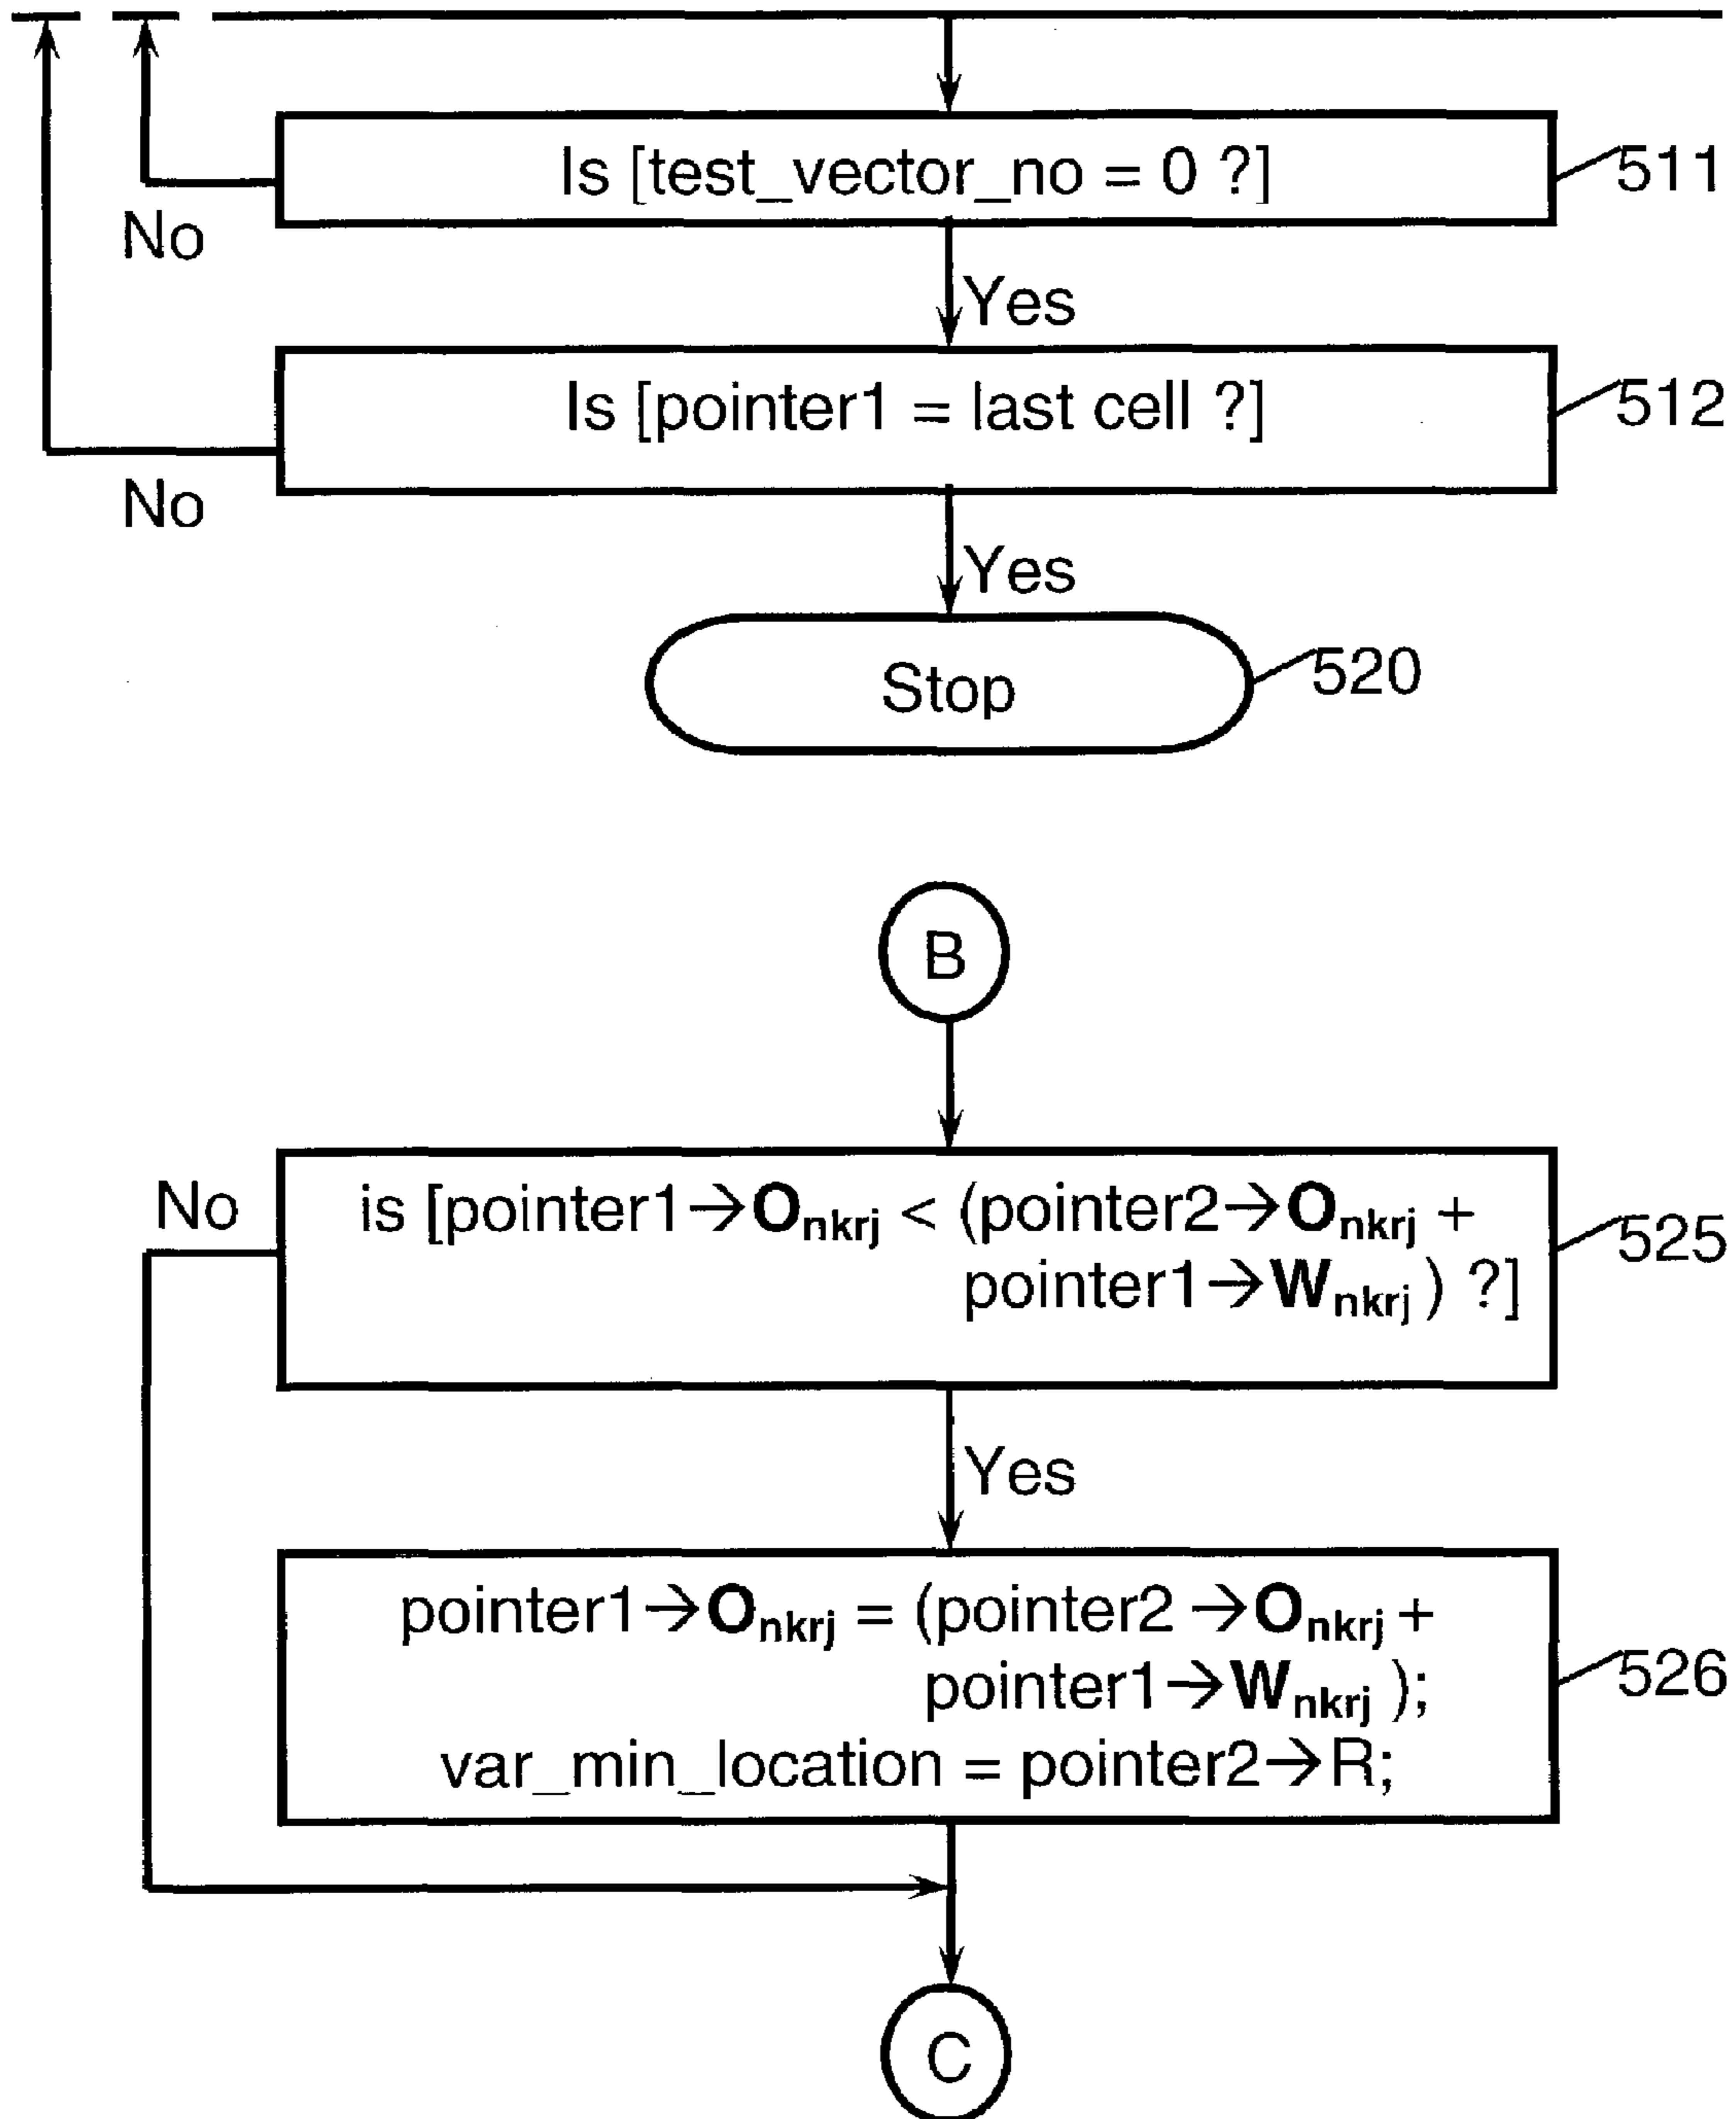 Is [test_vector_no = 0 ?]
511
No
Yes
Is [pointer1 = last cell ?]
512
No
Yes
Stop
520
B
No
is [pointer1→Onkrj < (pointer2→Onkrj +
pointer1→Wnkrj ) ?]
525
Yes
pointer1→Onkrj = (pointer2 →Onkrj +
pointer1→Wnkrj );
var_min_location = pointer2→R;
526
C